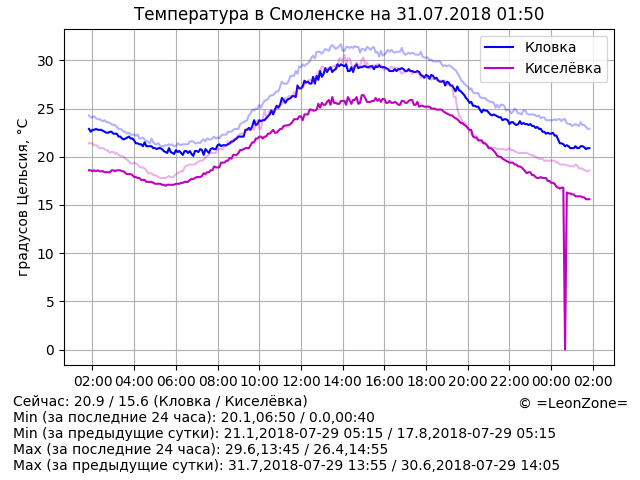 Температура в Смоленске на 31.07.2018 01:50
Кловка
Киселёвка
градусов Цельсия, °C
30
25
20
15
10
5
0
02:00 04:00 06:00 08:00 10:00 12:00 14:00 16:00 18:00 20:00 22:00 00:00 02:00
Сейчас: 20.9 / 15.6 (Кловка / Киселёвка)
© =LeonZone=
Min (за последние 24 часа): 20.1,06:50 / 0.0,00:40
Min (за предыдущие сутки): 21.1,2018-07-29 05:15 / 17.8,2018-07-29 05:15
Max (за последние 24 часа): 29.6,13:45 / 26.4,14:55
Max (за предыдущие сутки): 31.7,2018-07-29 13:55 / 30.6,2018-07-29 14:05